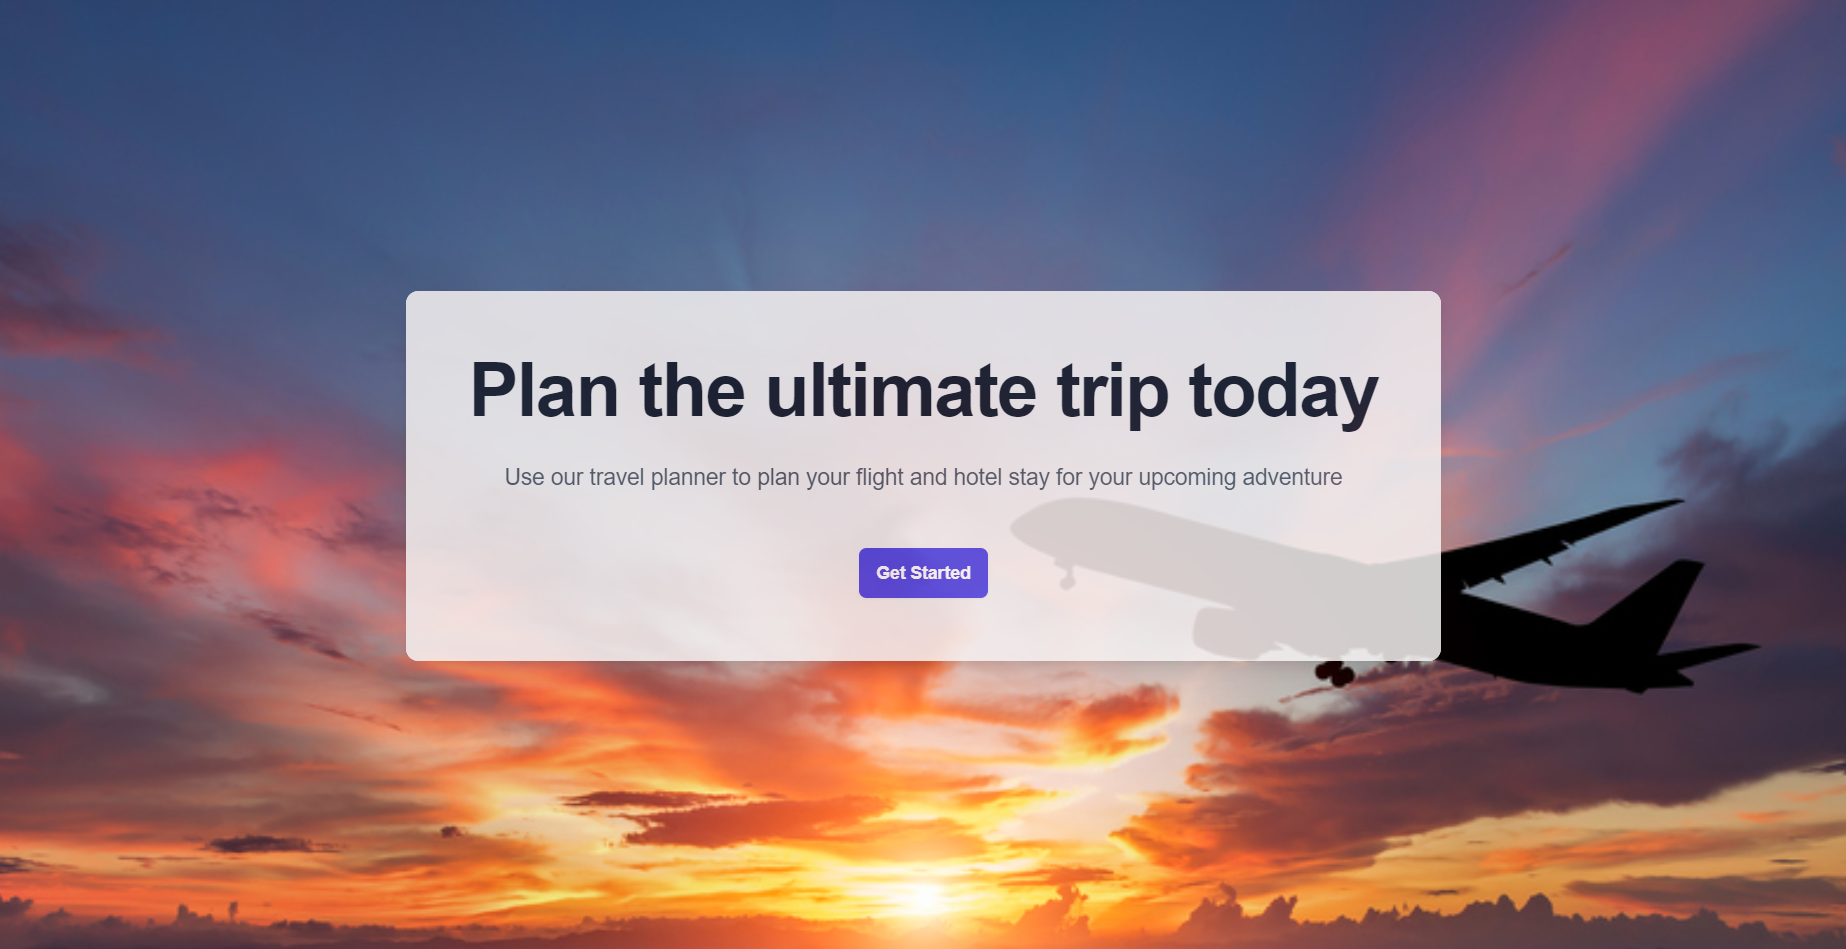 Plan the ultimate trip today
Use our travel planner to plan your flight and hotel stay for your upcoming adventure
Get Started